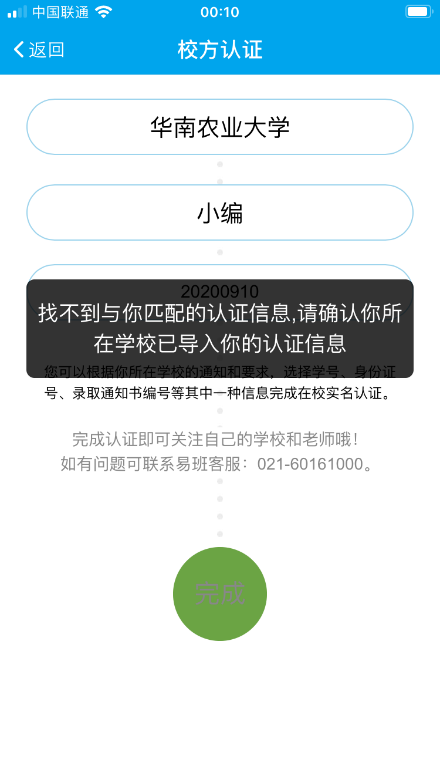 中国联通 00:10
返回 校方认证
华南农业大学
小编
20200910
找不到与你匹配的认证信息,请确认你所
在学校已导入你的认证信息
您可以根据你所在学校的通知和要求，选择学号、身份证
号、录取通知书编号等其中一种信息完成在校实名认证。
完成认证即可关注自己的学校和老师哦！
如有问题可联系易班客服：021-60161000。
完成